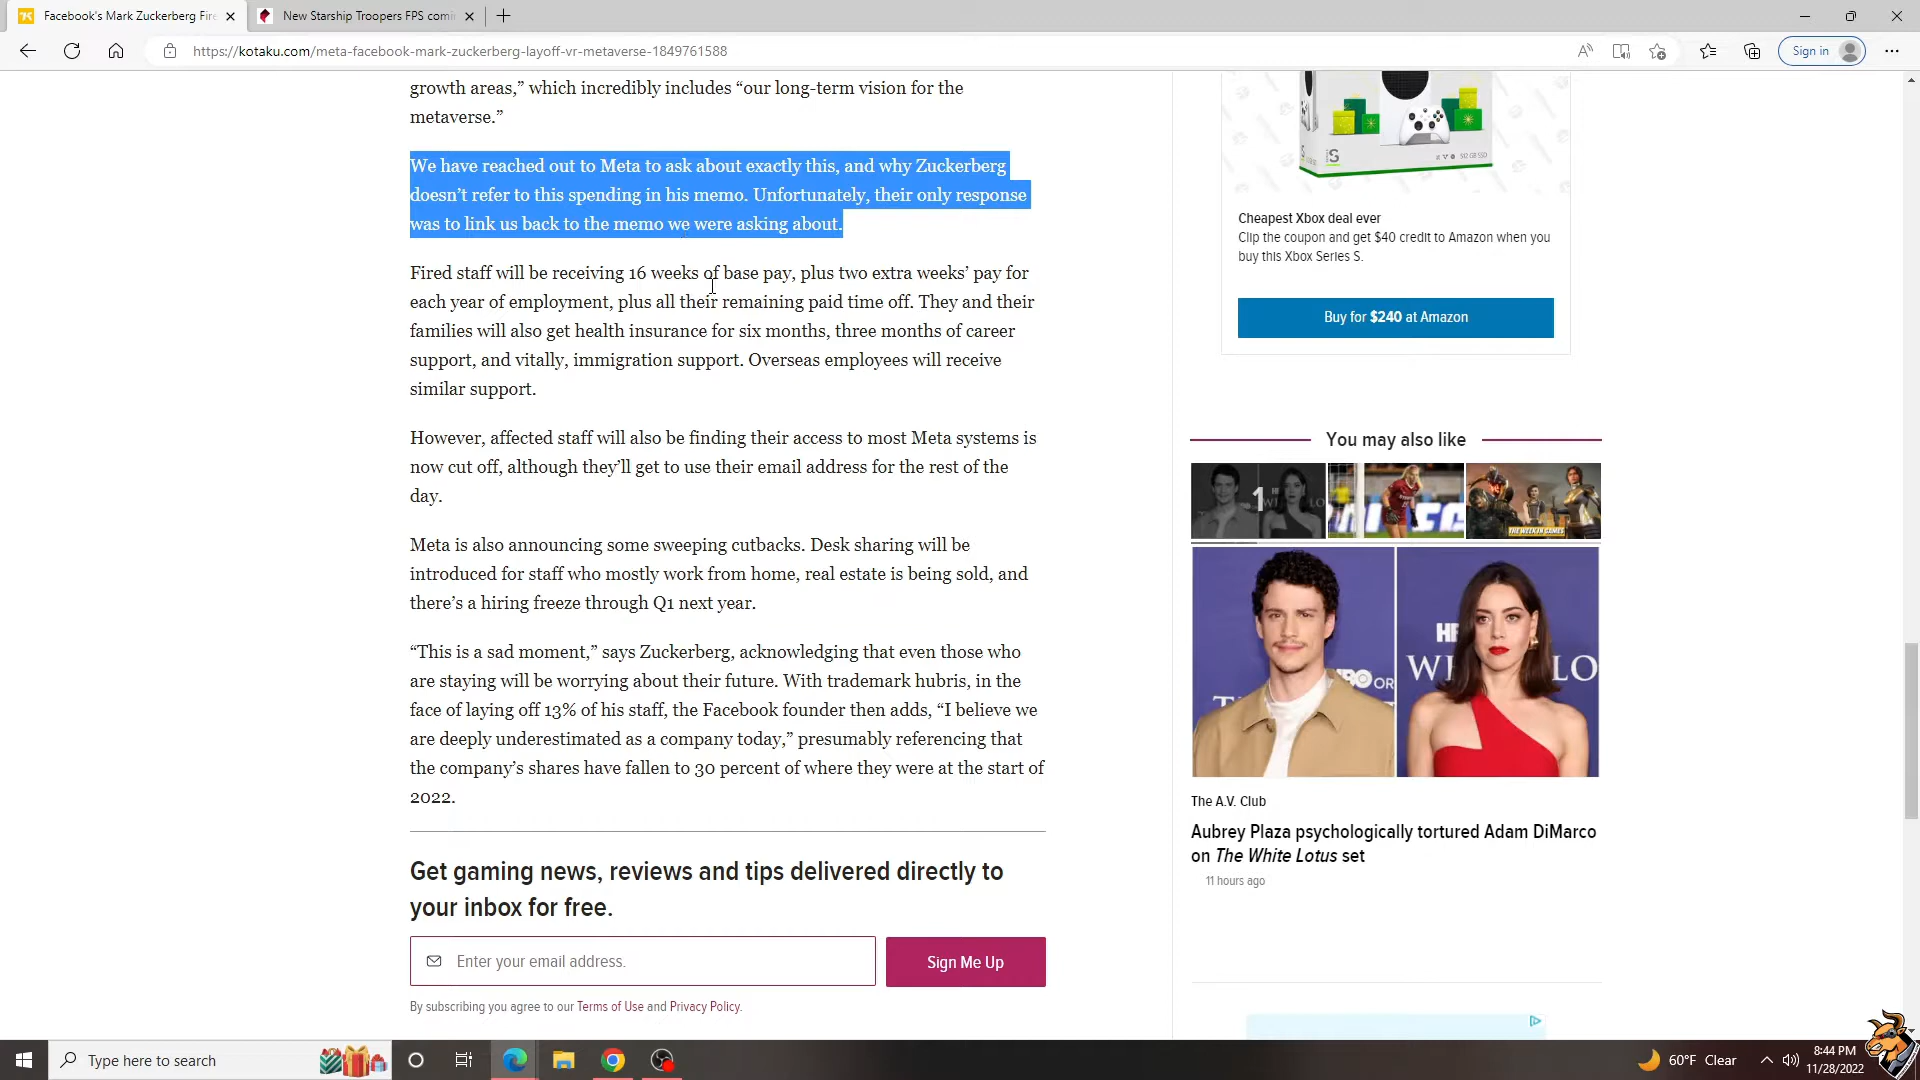 Facebook's Mark Zuckerberg Fire
New Starship Troopers FPS comi
https://kotaku.com/meta-facebook-mark-zuckerberg-layoff-vr-metaverse-1849761588
Sign in
growth areas,” which incredibly includes “our long-term vision for the
metaverse.”
We have reached out to Meta to ask about exactly this, and why Zuckerberg
doesn’t refer to this spending in his memo. Unfortunately, their only response
was to link us back to the memo we were asking about.
Fired staff will be receiving 16 weeks of base pay, plus two extra weeks’ pay for
each year of employment, plus all their remaining paid time off. They and their
families will also get health insurance for six months, three months of career
support, and vitally, immigration support. Overseas employees will receive
similar support.
However, affected staff will also be finding their access to most Meta systems is
now cut off, although they’ll get to use their email address for the rest of the
day.
Meta is also announcing some sweeping cutbacks. Desk sharing will be
introduced for staff who mostly work from home, real estate is being sold, and
there’s a hiring freeze through Q1 next year.
“This is a sad moment,” says Zuckerberg, acknowledging that even those who
are staying will be worrying about their future. With trademark hubris, in the
face of laying off 13% of his staff, the Facebook founder then adds, “I believe we
are deeply underestimated as a company today,” presumably referencing that
the company’s shares have fallen to 30 percent of where they were at the start of
2022.
Get gaming news, reviews and tips delivered directly to
your inbox for free.
Enter your email address.
Sign Me Up
By subscribing you agree to our Terms of Use and Privacy Policy.
S
512 GB SSD
Cheapest Xbox deal ever
Clip the coupon and get $40 credit to Amazon when you
buy this Xbox Series S.
Buy for $240 at Amazon
You may also like
1
THE WEEK IN GAMES
HBO OR
HB
WI LO
The A.V. Club
Aubrey Plaza psychologically tortured Adam DiMarco
on The White Lotus set
11 hours ago
Type here to search
60°F Clear
8:44 PM
11/28/2022